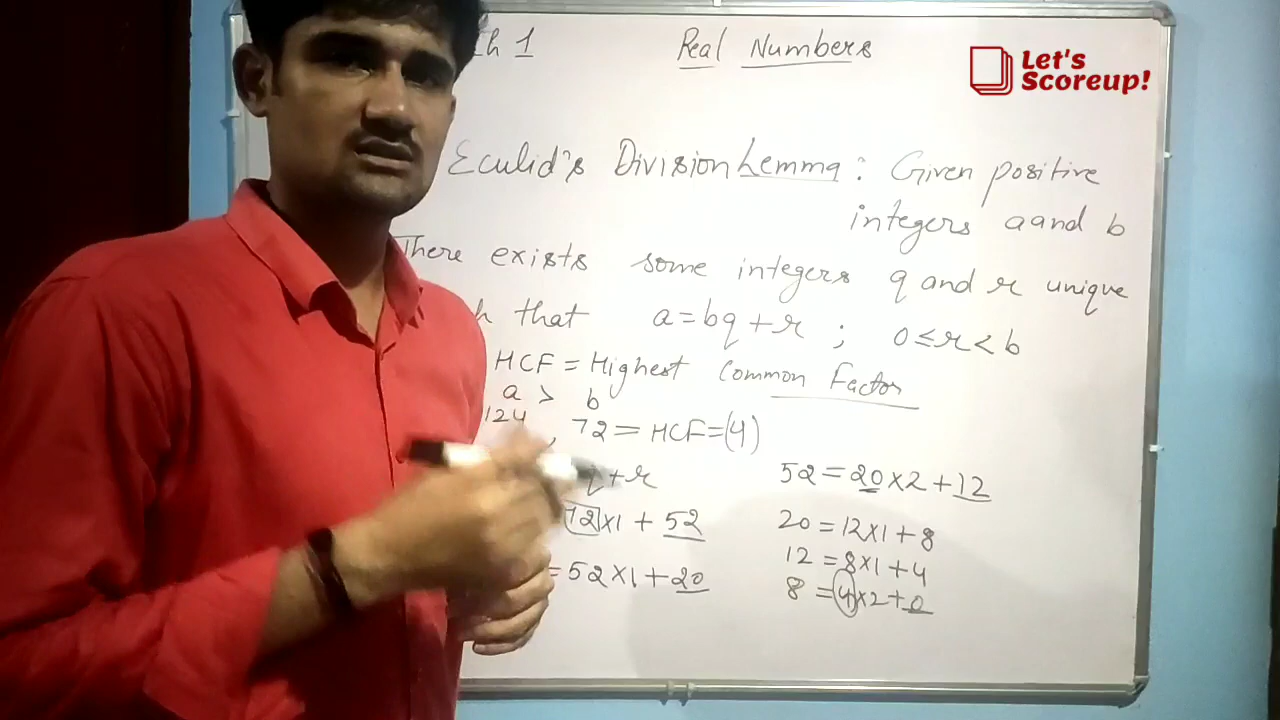 Ch 1 Real Numbers
Let's
Scoreup!
Eculid's Division Lemma : Given positive
integers a and b
There exists some integers q and r unique
h that a = bq + r ; 0 ≤ r < b
HCF = Highest Common Factor
a > b
124 , 72 = HCF = (4)
q + r
72 x 1 + 52
= 52 x 1 + 20
52 = 20 x 2 + 12
20 = 12 x 1 + 8
12 = 8 x 1 + 4
8 = 4 x 2 + 0